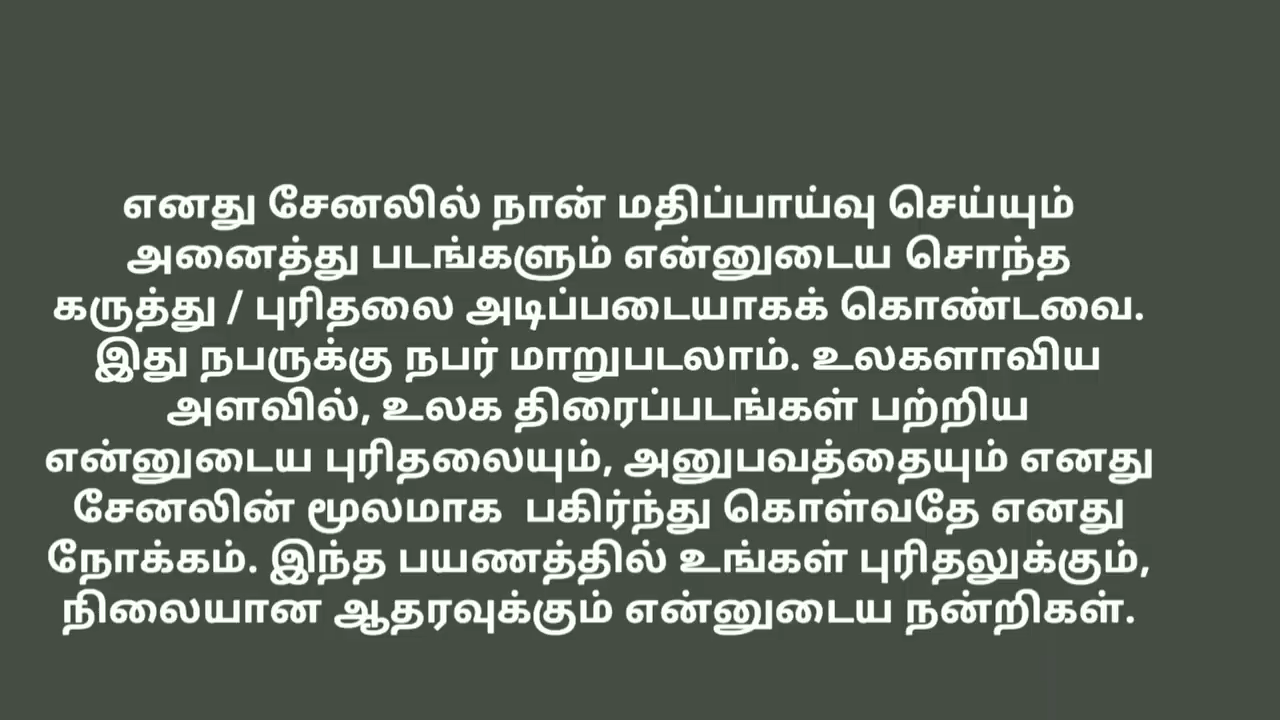 எனது சேனலில் நான் மதிப்பாய்வு செய்யும்
அனைத்து படங்களும் என்னுடைய சொந்த
கருத்து / புரிதலை அடிப்படையாகக் கொண்டவை.
இது நபருக்கு நபர் மாறுபடலாம். உலகளாவிய
அளவில், உலக திரைப்படங்கள் பற்றிய
என்னுடைய புரிதலையும், அனுபவத்தையும் எனது
சேனலின் மூலமாக  பகிர்ந்து கொள்வதே எனது
நோக்கம். இந்த பயணத்தில் உங்கள் புரிதலுக்கும்,
நிலையான ஆதரவுக்கும் என்னுடைய நன்றிகள்.